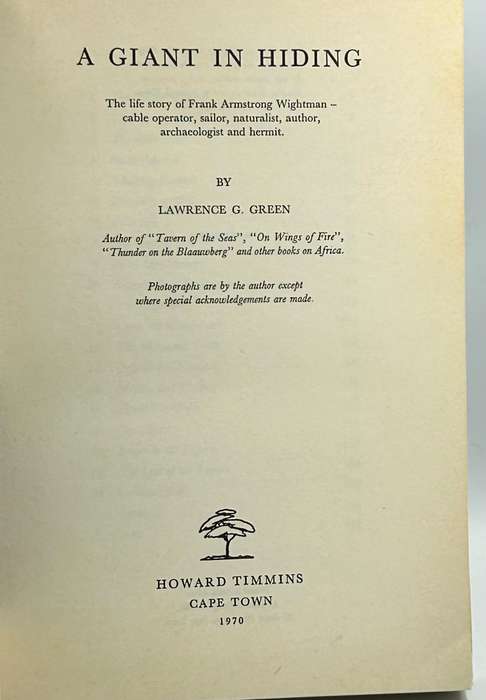 A GIANT IN HIDING
The life story of Frank Armstrong Wightman –
cable operator, sailor, naturalist, author,
archaeologist and hermit.
BY
LAWRENCE G. GREEN
Author of "Tavern of the Seas", "On Wings of Fire",
"Thunder on the Blaauwberg" and other books on Africa.
Photographs are by the author except
where special acknowledgements are made.
HOWARD TIMMINS
CAPE TOWN
1970